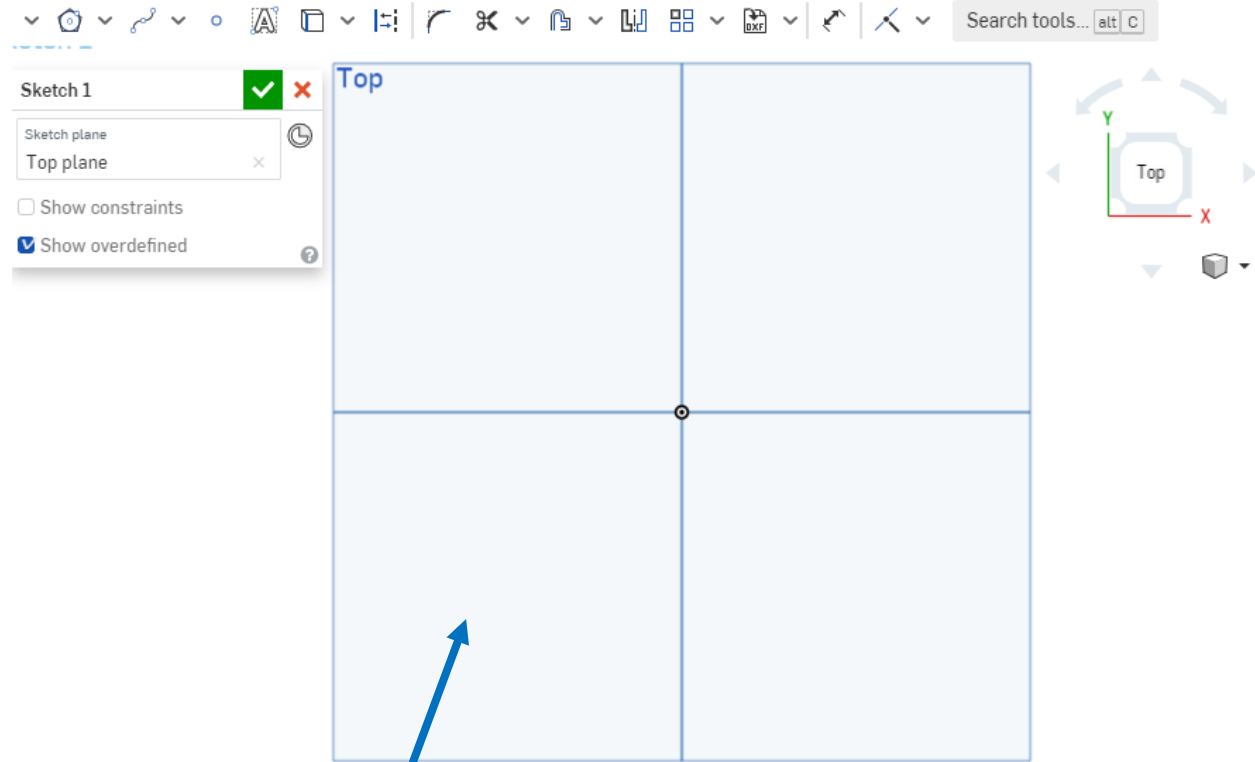 Search tools... alt C
Sketch 1
Sketch plane
Top plane
Show constraints
Show overdefined
Top
Y
Top
X